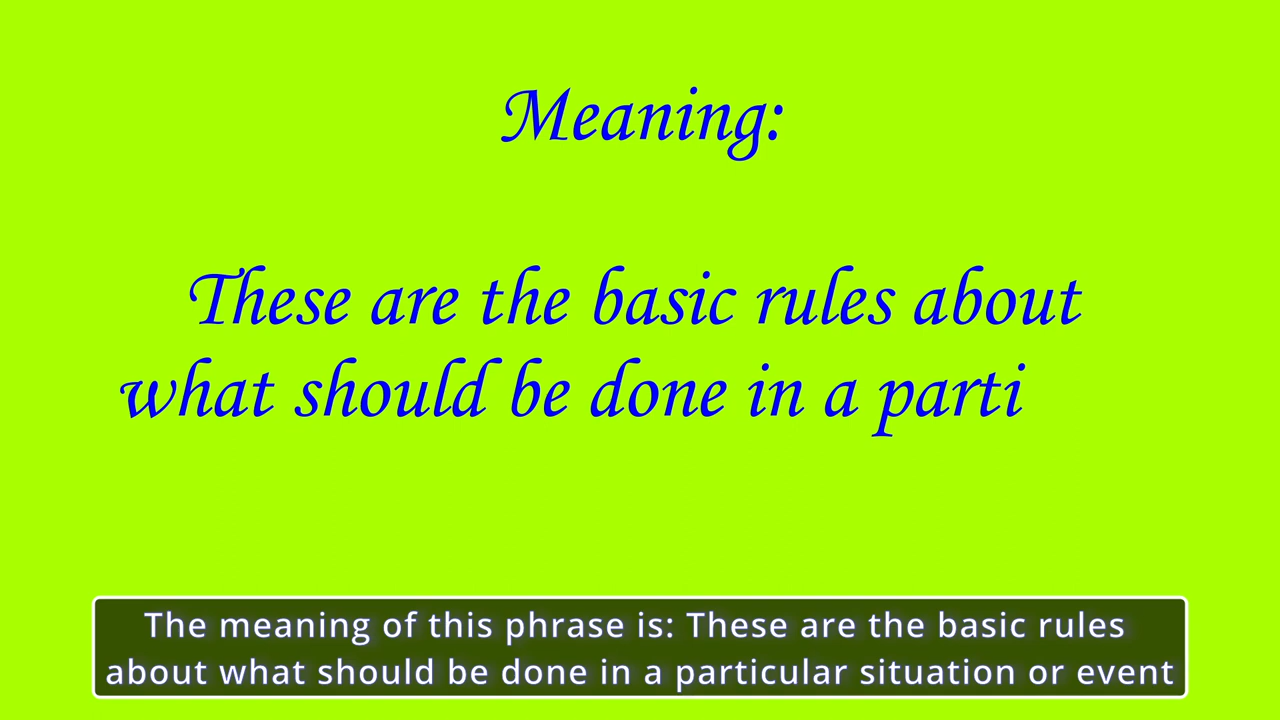 Meaning:
These are the basic rules about
what should be done in a parti
The meaning of this phrase is: These are the basic rules
about what should be done in a particular situation or event